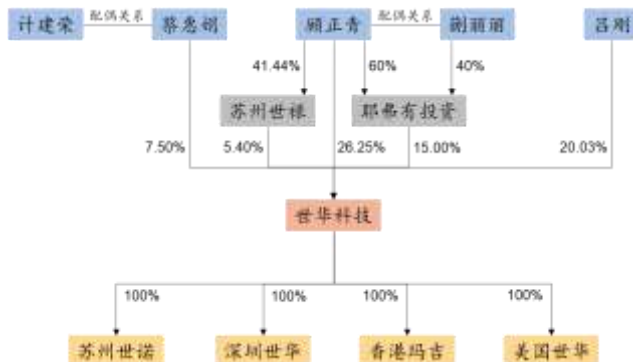 计建荣 配偶关系 蔡惠娟 顾正青 配偶关系 蒯丽丽 吕刚
41.44% 60% 40%
苏州世禄 耶弗有投资
7.50% 5.40% 26.25% 15.00% 20.03%
世华科技
100% 100% 100% 100%
苏州世诺 深圳世华 香港玛吉 美国世华